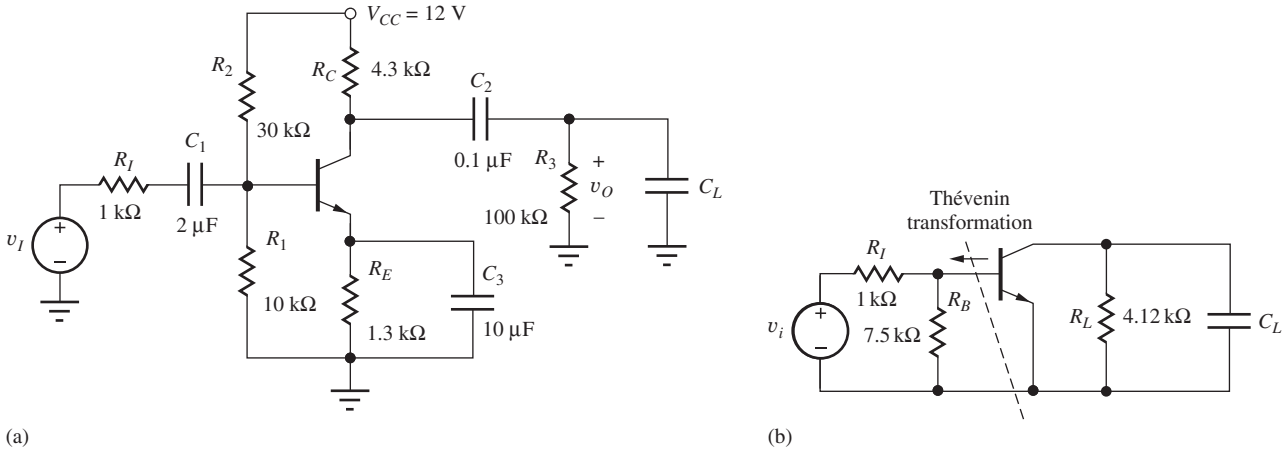 V_CC = 12 V
R_2
30 kΩ
R_C
4.3 kΩ
C_2
0.1 μF
R_I
1 kΩ
C_1
2 μF
v_I
+
−
R_1
10 kΩ
R_E
1.3 kΩ
C_3
10 μF
R_3
100 kΩ
+
v_O
−
C_L
(a)
Thévenin
transformation
R_I
1 kΩ
v_i
+
−
R_B
7.5 kΩ
R_L
4.12 kΩ
C_L
(b)